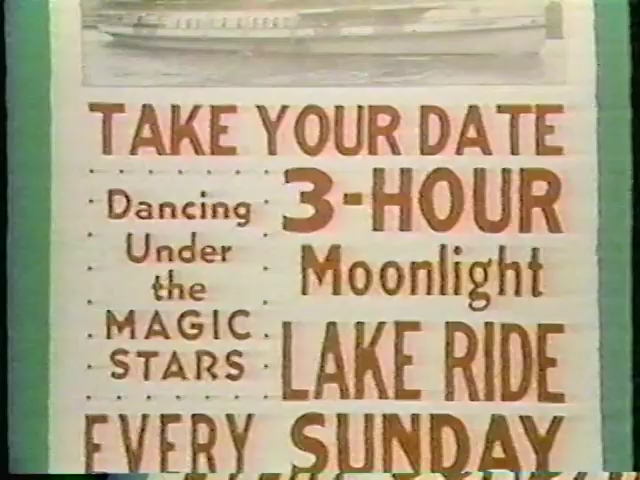 TAKE YOUR DATE
Dancing
Under
the
MAGIC
STARS
3-HOUR
Moonlight
LAKE RIDE
EVERY SUNDAY